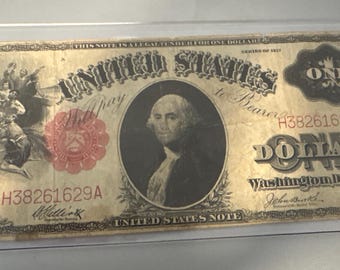 THIS NOTE IS A LEGAL TENDER FOR ONE DOLLAR
SERIES OF 1917
UNITED STATES
ONE
Will Pay to Bearer
H38261629A
H38261629A
DOLLAR
Washington, D.
UNITED STATES NOTE